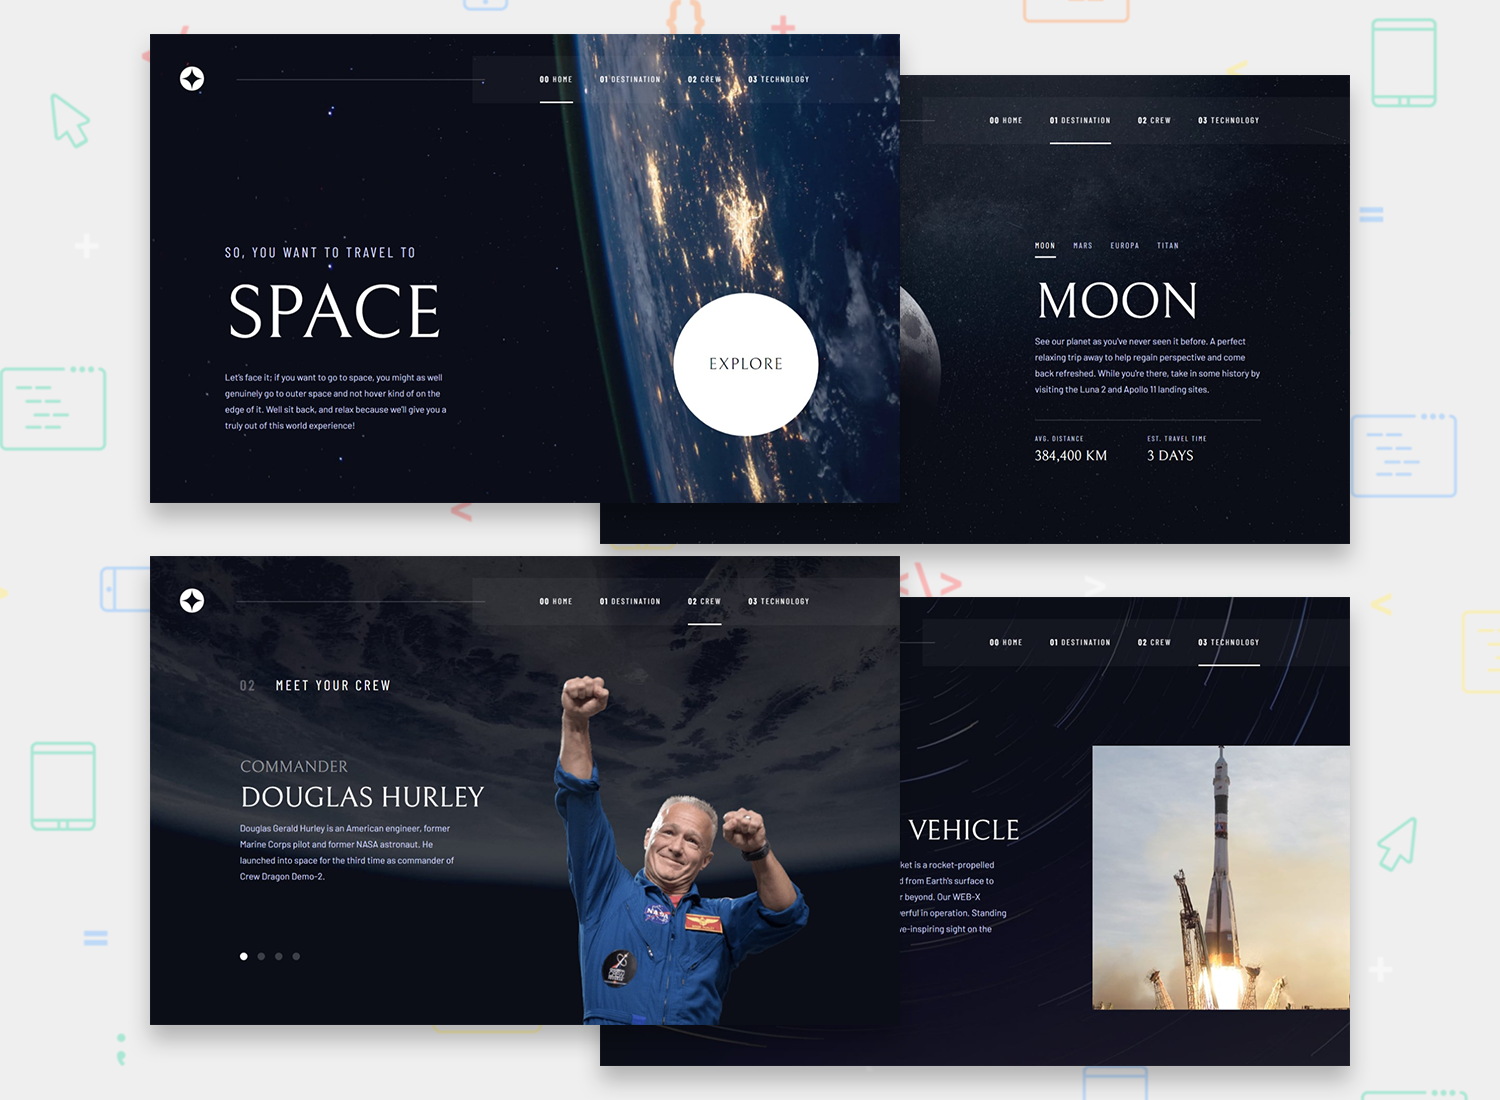 00 HOME 01 DESTINATION 02 CREW 03 TECHNOLOGY
SO, YOU WANT TO TRAVEL TO
SPACE
Let's face it; if you want to go to space, you might as well
genuinely go to outer space and not hover kind of on the
edge of it. Well sit back, and relax because we'll give you a
truly out of this world experience!
EXPLORE
00 HOME 01 DESTINATION 02 CREW 03 TECHNOLOGY
MOON MARS EUROPA TITAN
MOON
See our planet as you've never seen it before. A perfect
relaxing trip away to help regain perspective and come
back refreshed. While you're there, take in some history by
visiting the Luna 2 and Apollo 11 landing sites.
AVG. DISTANCE EST. TRAVEL TIME
384,400 KM 3 DAYS
00 HOME 01 DESTINATION 02 CREW 03 TECHNOLOGY
02 MEET YOUR CREW
COMMANDER
DOUGLAS HURLEY
Douglas Gerald Hurley is an American engineer, former
Marine Corps pilot and former NASA astronaut. He
launched into space for the third time as commander of
Crew Dragon Demo-2.
NASA
00 HOME 01 DESTINATION 02 CREW 03 TECHNOLOGY
VEHICLE
ket is a rocket-propelled
d from Earth's surface to
r beyond. Our WEB-X
erful in operation. Standing
ve-inspiring sight on the